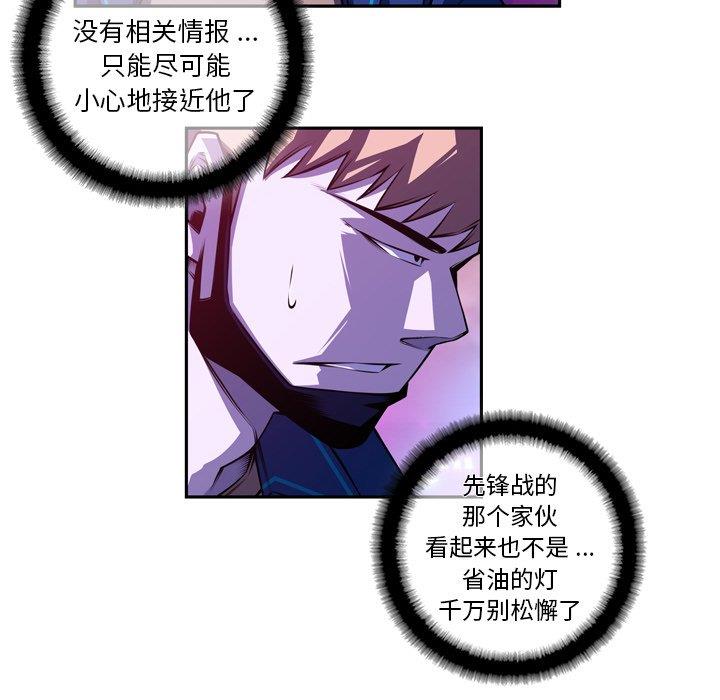 没有相关情报 ...
只能尽可能
小心地接近他了
先锋战的
那个家伙
看起来也不是 ...
省油的灯
千万别松懈了